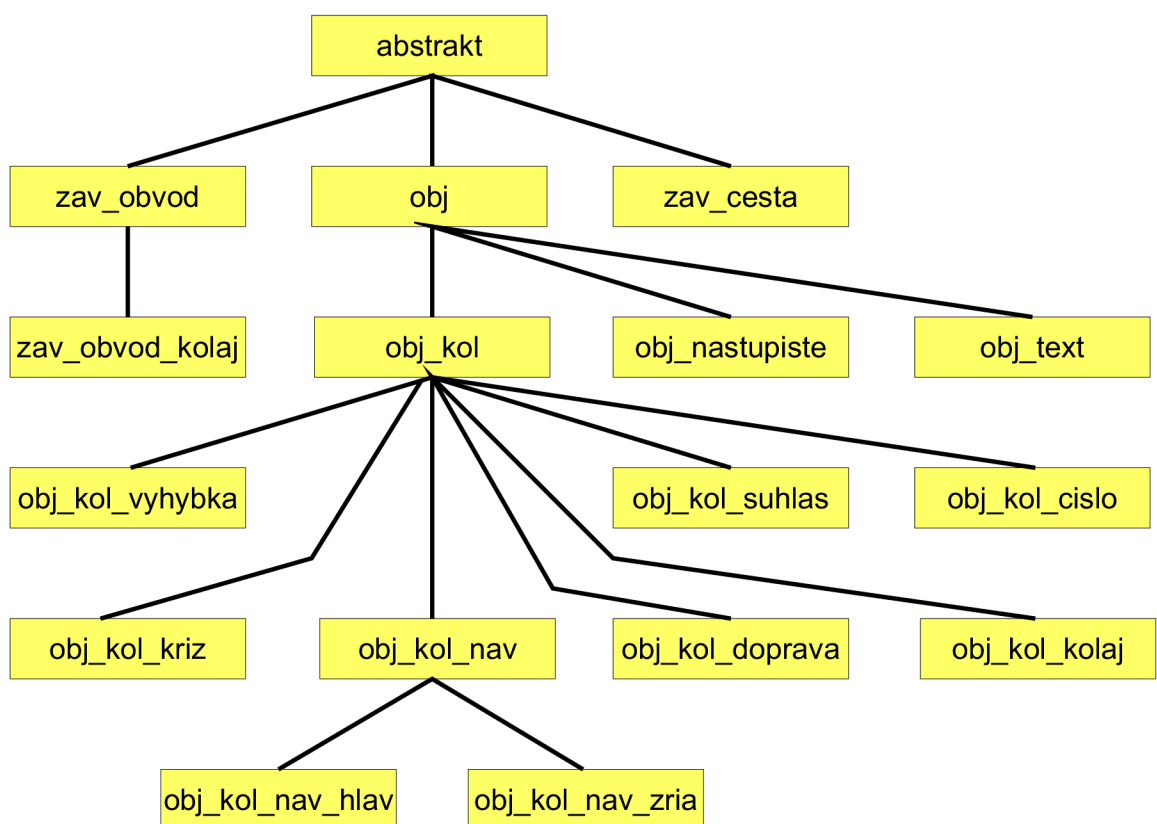 abstrakt
zav_obvod
obj
zav_cesta
zav_obvod_kolaj
obj_kol
obj_nastupiste
obj_text
obj_kol_vyhybka
obj_kol_suhlas
obj_kol_cislo
obj_kol_kriz
obj_kol_nav
obj_kol_doprava
obj_kol_kolaj
obj_kol_nav_hlav
obj_kol_nav_zria